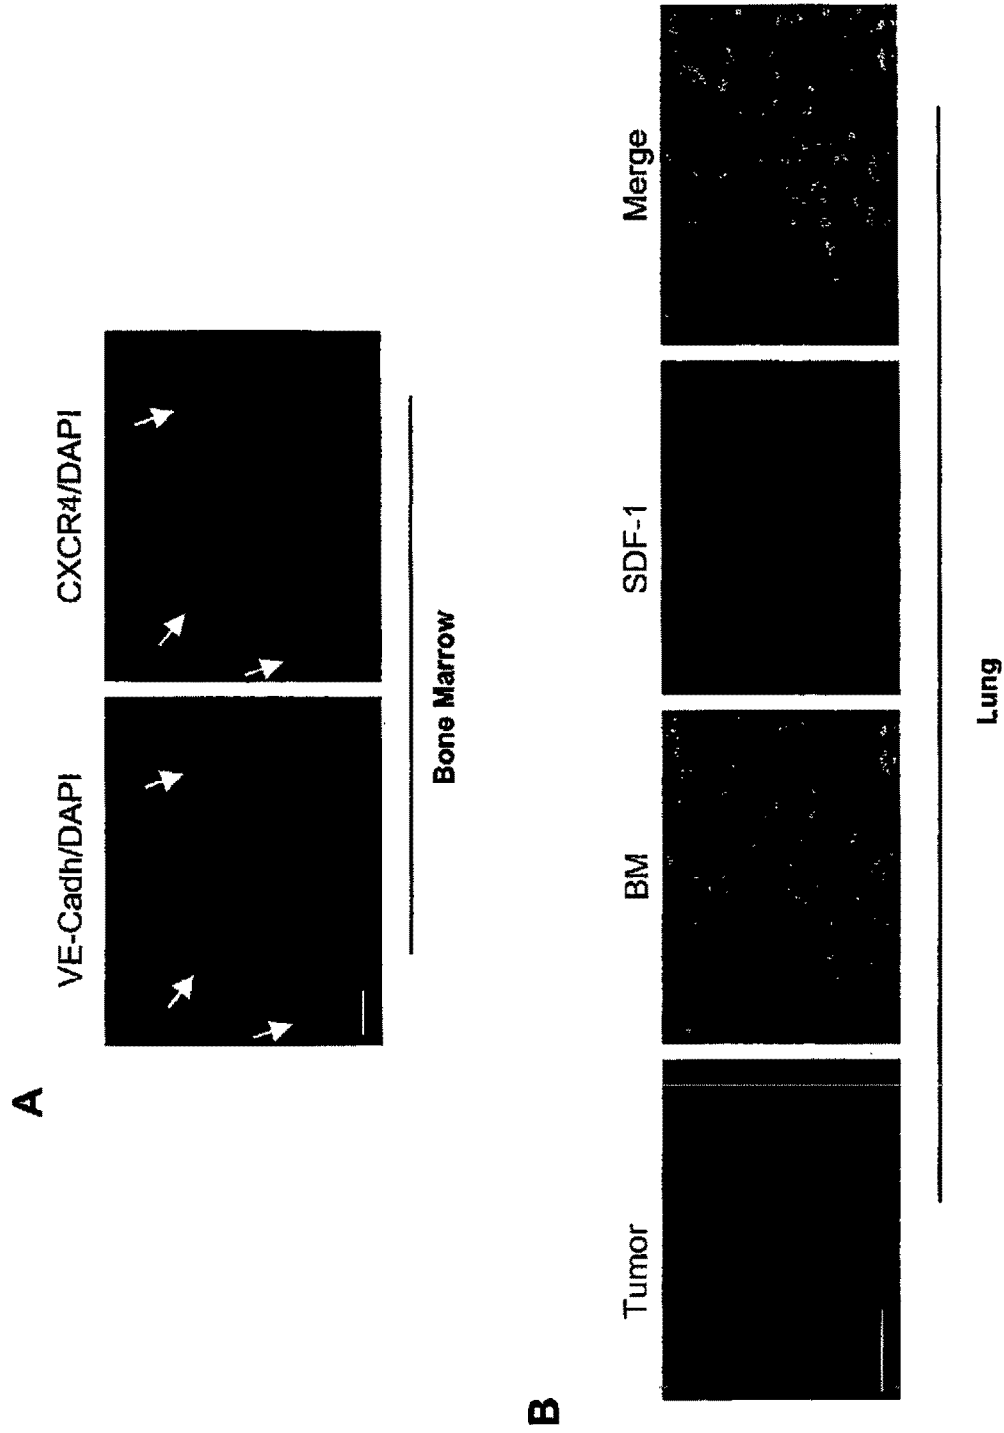 A
VE-Cadh/DAPI
CXCR4/DAPI
Bone Marrow
B
Tumor
BM
SDF-1
Merge
Lung